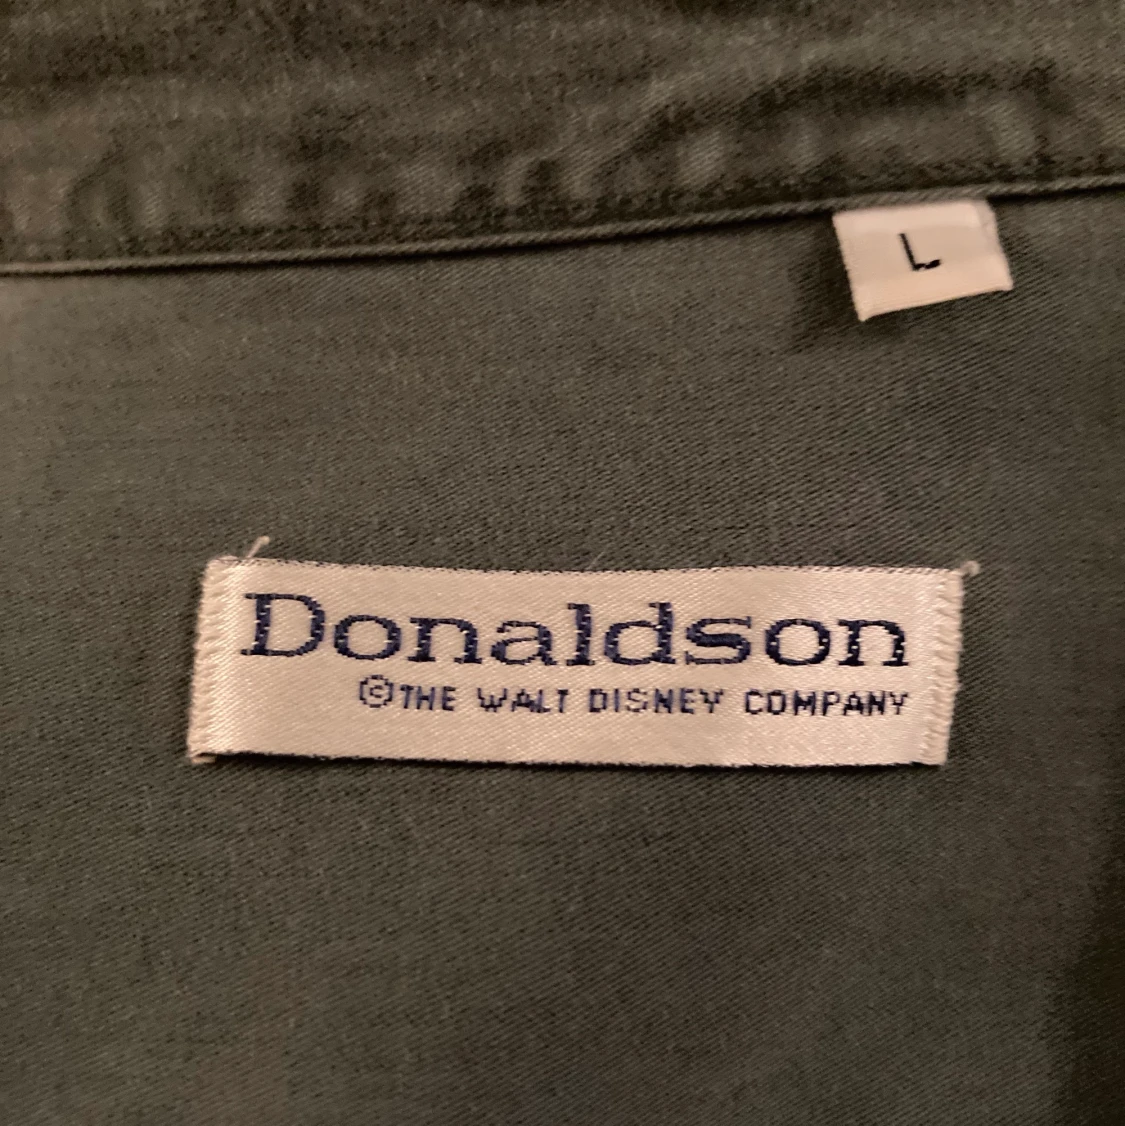 L
Donaldson
©THE WALT DISNEY COMPANY